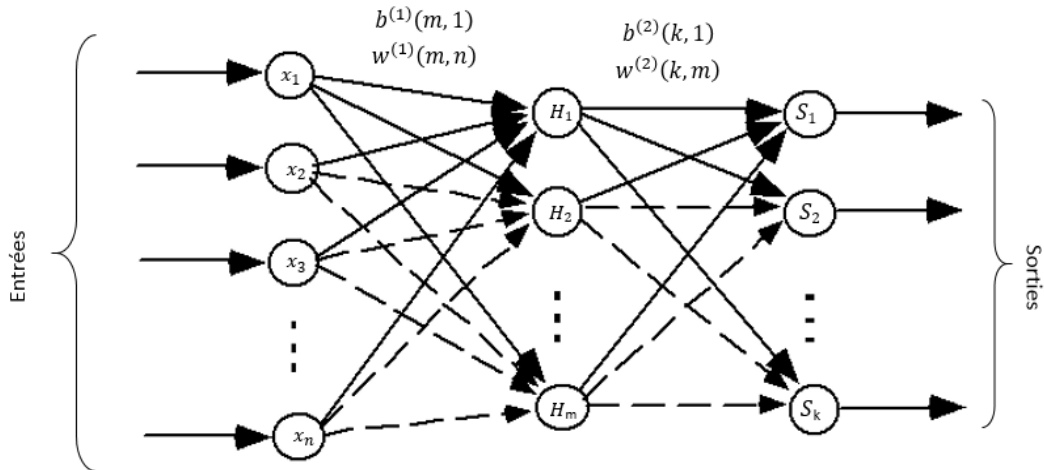 b⁽¹⁾(m, 1)
w⁽¹⁾(m, n)
b⁽²⁾(k, 1)
w⁽²⁾(k, m)
Entrées
x₁
x₂
x₃
xₙ
H₁
H₂
Hₘ
S₁
S₂
Sₖ
Sorties